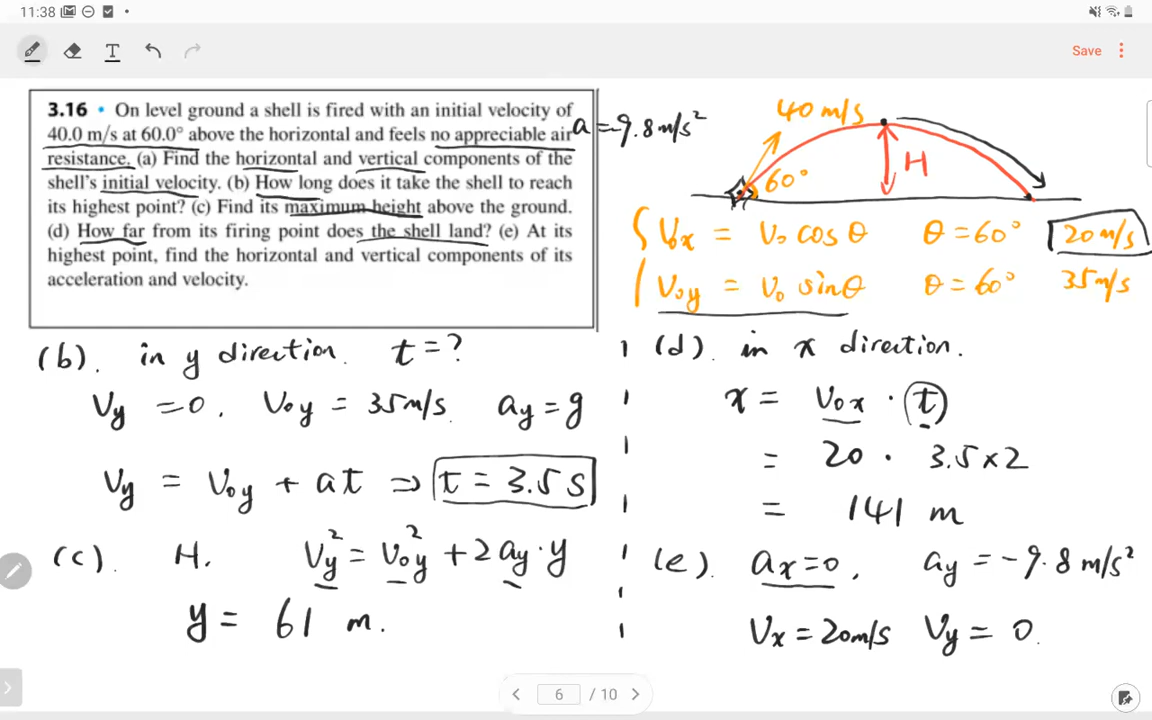 11:38
Save
3.16 • On level ground a shell is fired with an initial velocity of
40.0 m/s at 60.0° above the horizontal and feels no appreciable air
resistance. (a) Find the horizontal and vertical components of the
shell's initial velocity. (b) How long does it take the shell to reach
its highest point? (c) Find its maximum height above the ground.
(d) How far from its firing point does the shell land? (e) At its
highest point, find the horizontal and vertical components of its
acceleration and velocity.
a = -9.8 m/s²
40 m/s
60°
H
Vx = V₀ cos θ θ = 60° 20 m/s
V₀y = V₀ sin θ θ = 60° 35 m/s
(b). in y direction. t = ?
Vy = 0. V₀y = 35 m/s. ay = g
Vy = V₀y + at ⇒ t = 3.5 s
(c). H. Vy² = V₀y² + 2 ay · y
y = 61 m.
(d). in x direction.
x = V₀x · t
= 20 · 3.5 × 2
= 141 m
(e). ax = 0, ay = -9.8 m/s²
Vx = 20 m/s Vy = 0.
6 / 10